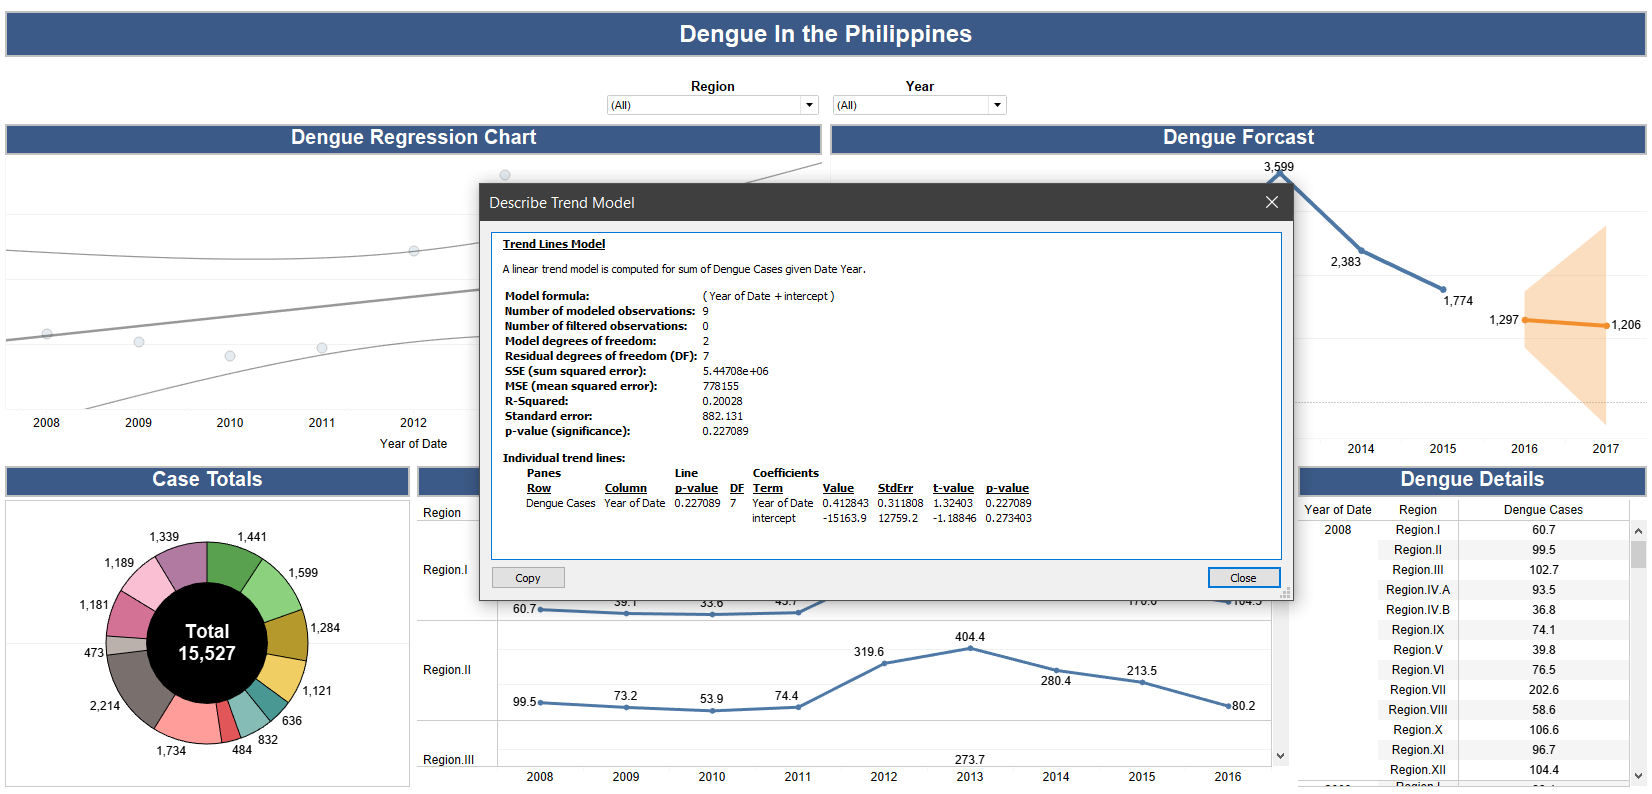 Dengue In the Philippines
Region
Year
(All)
(All)
Dengue Regression Chart
Dengue Forcast
3,599
2,383
1,774
1,297
1,206
2008
2009
2010
2011
2012
Year of Date
2014
2015
2016
2017
Describe Trend Model
Trend Lines Model
A linear trend model is computed for sum of Dengue Cases given Date Year.
Model formula: ( Year of Date + intercept )
Number of modeled observations: 9
Number of filtered observations: 0
Model degrees of freedom: 2
Residual degrees of freedom (DF): 7
SSE (sum squared error): 5.44708e+06
MSE (mean squared error): 778155
R-Squared: 0.20028
Standard error: 882.131
p-value (significance): 0.227089
Individual trend lines:
Panes Line Coefficients
Row Column p-value DF Term Value StdErr t-value p-value
Dengue Cases Year of Date 0.227089 7 Year of Date 0.412843 0.311808 1.32403 0.227089
intercept -15163.9 12759.2 -1.18846 0.273403
Copy
Close
Case Totals
1,339
1,441
1,189
1,599
1,181
1,284
473
1,121
2,214
636
832
1,734
484
Total
15,527
Region
Region.I
60.7
39.1
33.6
43.7
170.6
104.5
Region.II
99.5
73.2
53.9
74.4
319.6
404.4
280.4
213.5
80.2
Region.III
273.7
2008
2009
2010
2011
2012
2013
2014
2015
2016
Dengue Details
Year of Date Region Dengue Cases
2008 Region.I 60.7
Region.II 99.5
Region.III 102.7
Region.IV.A 93.5
Region.IV.B 36.8
Region.IX 74.1
Region.V 39.8
Region.VI 76.5
Region.VII 202.6
Region.VIII 58.6
Region.X 106.6
Region.XI 96.7
Region.XII 104.4